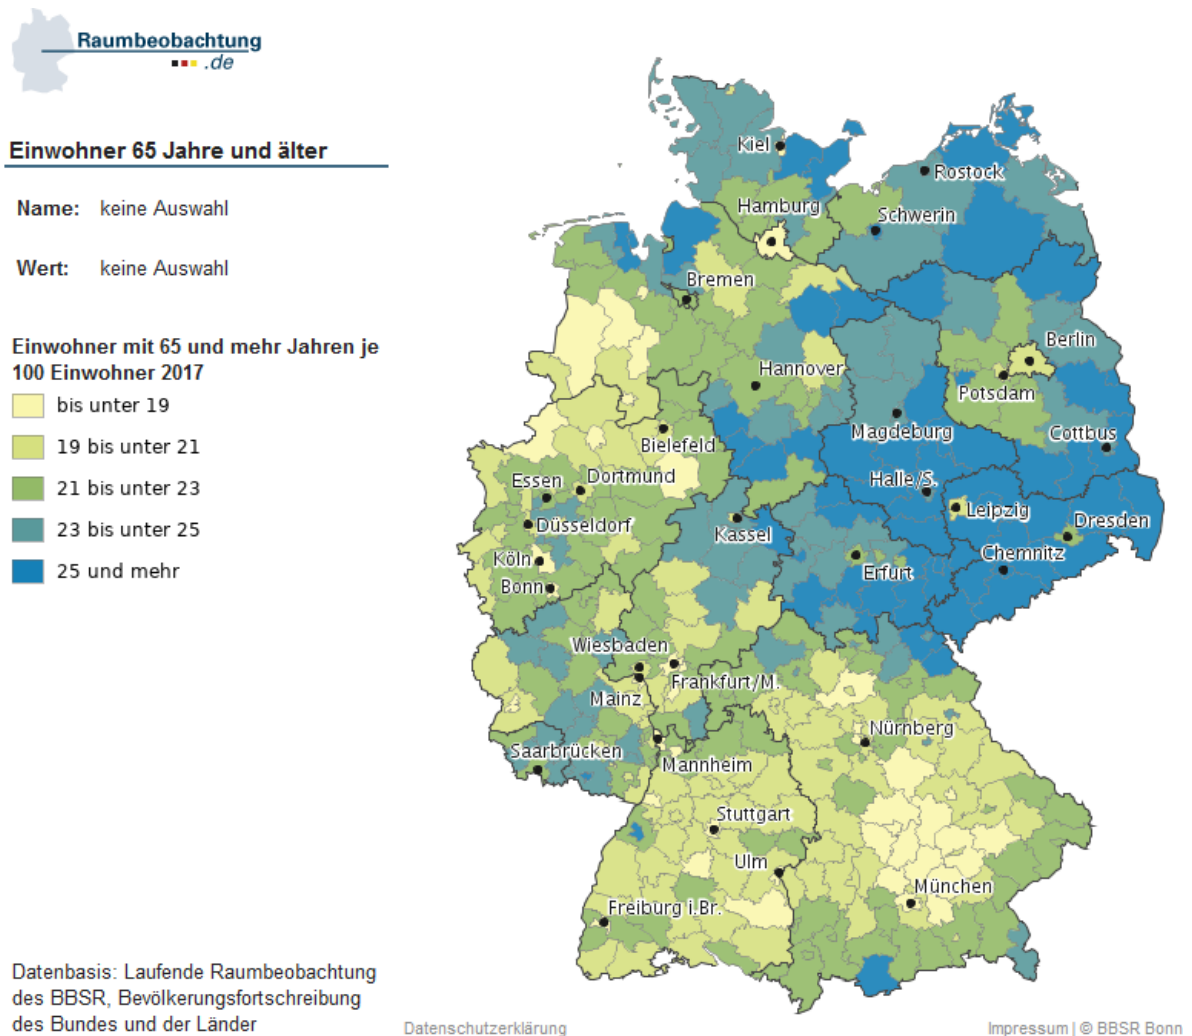 Raumbeobachtung
.de
Einwohner 65 Jahre und älter
Name: keine Auswahl
Wert: keine Auswahl
Einwohner mit 65 und mehr Jahren je
100 Einwohner 2017
bis unter 19
19 bis unter 21
21 bis unter 23
23 bis unter 25
25 und mehr
Kiel
Rostock
Hamburg
Schwerin
Bremen
Berlin
Hannover
Potsdam
Magdeburg
Cottbus
Bielefeld
Essen
Dortmund
Halle/S.
Leipzig
Düsseldorf
Kassel
Dresden
Köln
Chemnitz
Erfurt
Bonn
Wiesbaden
Frankfurt/M.
Mainz
Nürnberg
Saarbrücken
Mannheim
Stuttgart
Ulm
München
Freiburg i.Br.
Datenbasis: Laufende Raumbeobachtung
des BBSR, Bevölkerungsfortschreibung
des Bundes und der Länder
Datenschutzerklärung
Impressum | © BBSR Bonn